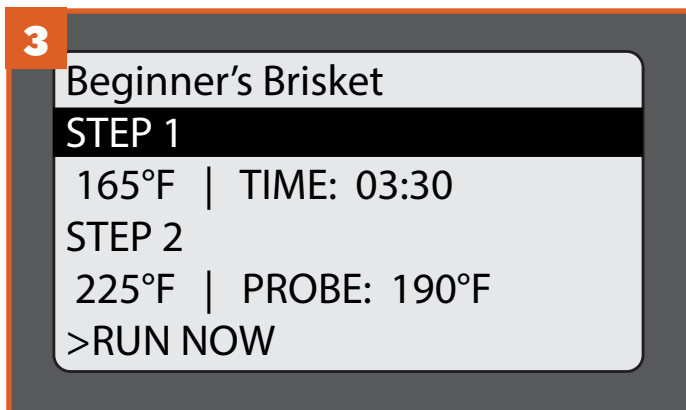 3
Beginner’s Brisket
STEP 1
165°F | TIME: 03:30
STEP 2
225°F | PROBE: 190°F
>RUN NOW